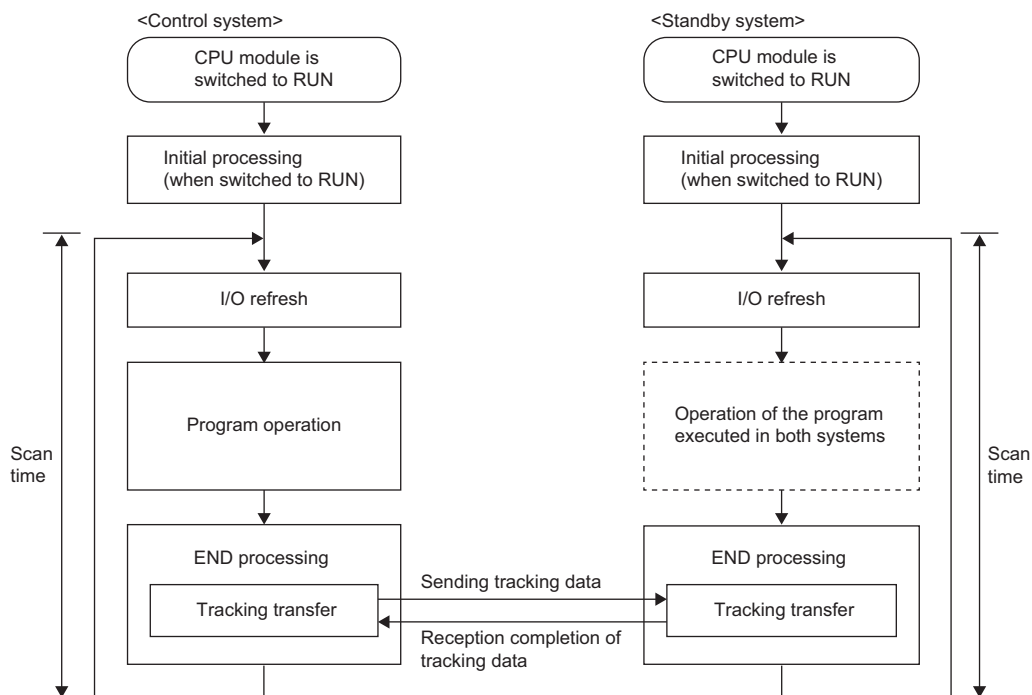 <Control system>
CPU module is
switched to RUN
Initial processing
(when switched to RUN)
I/O refresh
Program operation
Scan
time
END processing
Tracking transfer
Sending tracking data
Reception completion of
tracking data
<Standby system>
CPU module is
switched to RUN
Initial processing
(when switched to RUN)
I/O refresh
Operation of the program
executed in both systems
Scan
time
END processing
Tracking transfer